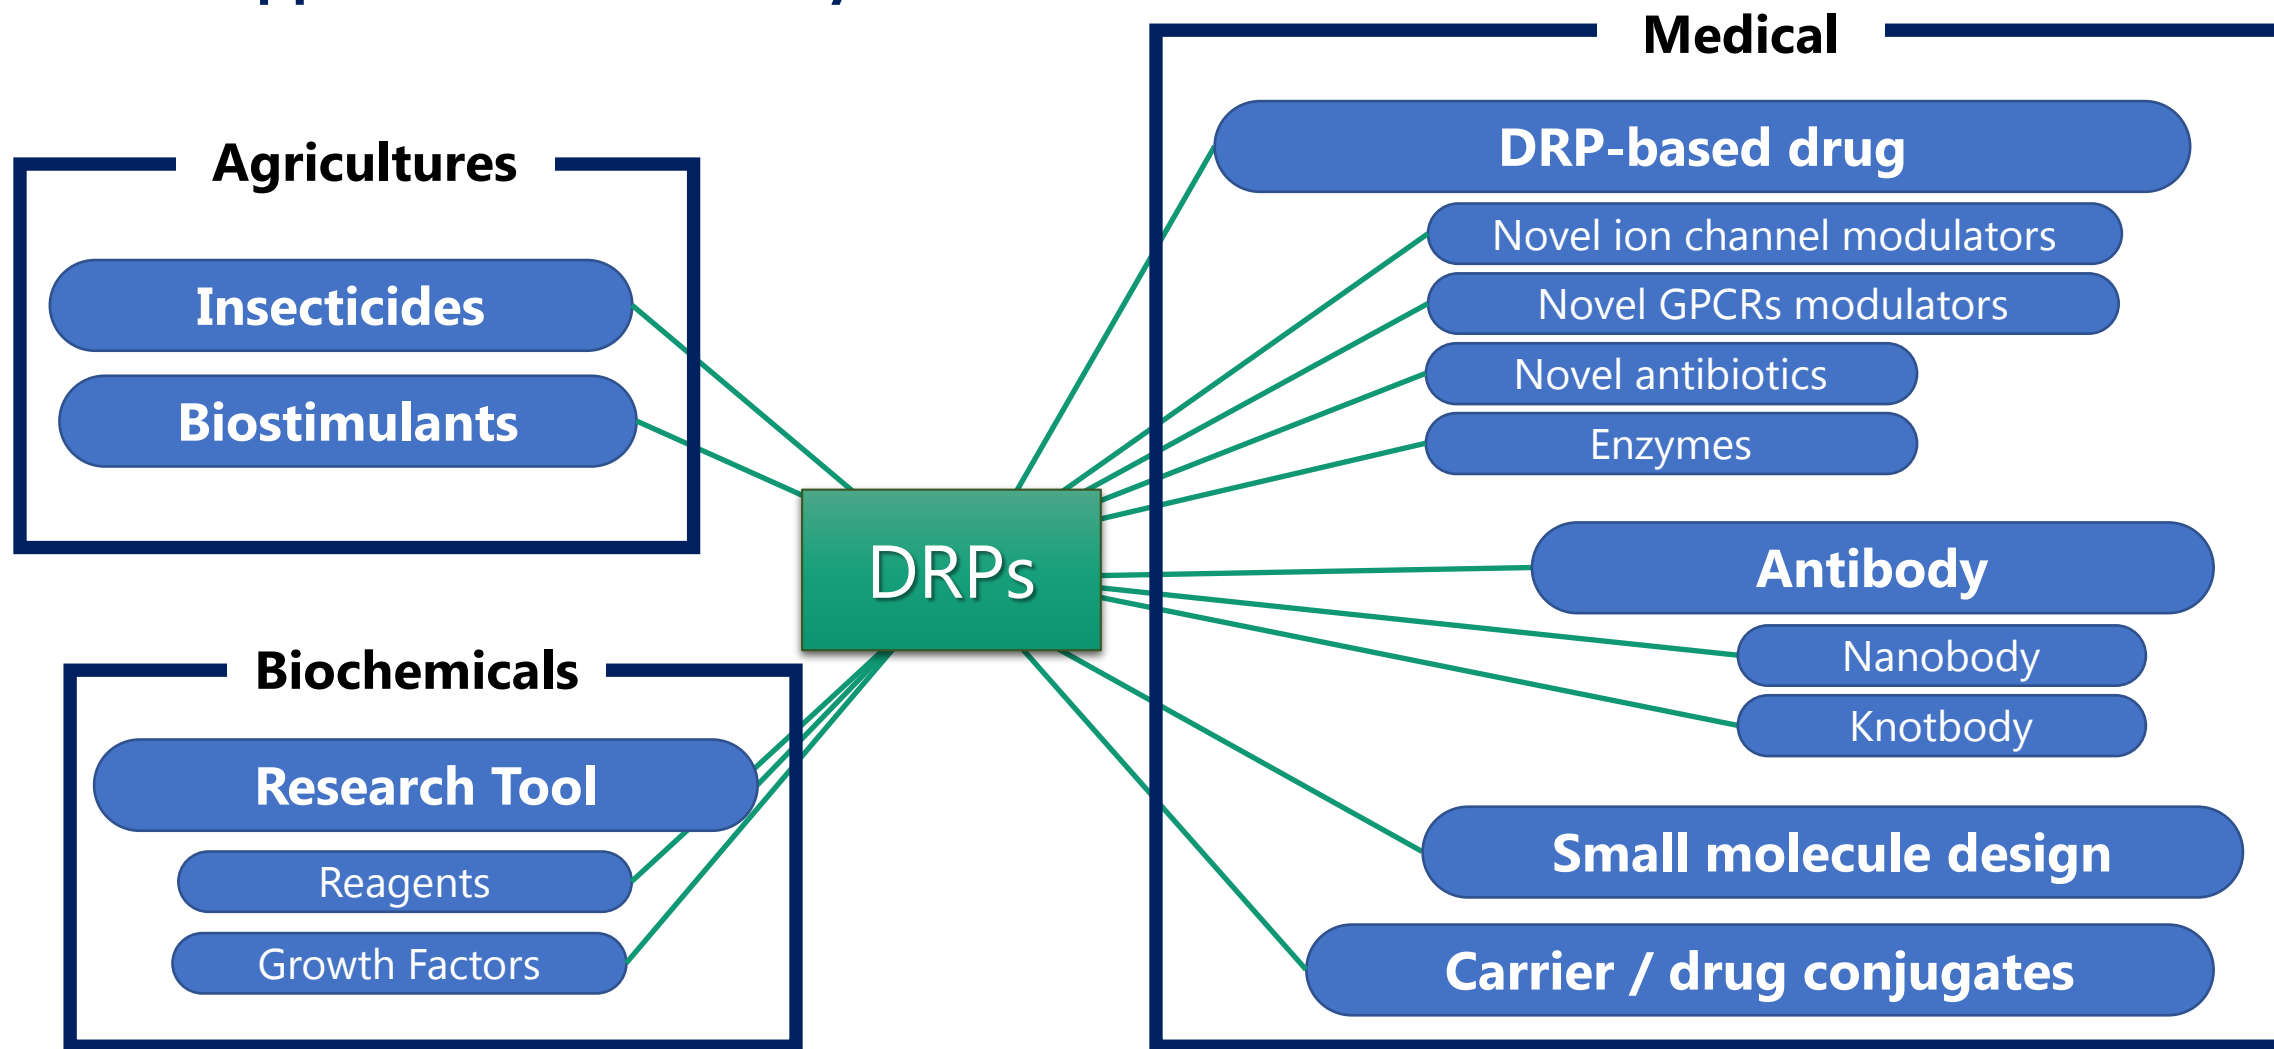 Medical
Agricultures
DRP-based drug
Novel ion channel modulators
Novel GPCRs modulators
Novel antibiotics
Enzymes
Insecticides
Biostimulants
DRPs
Antibody
Nanobody
Knotbody
Biochemicals
Research Tool
Reagents
Growth Factors
Small molecule design
Carrier / drug conjugates